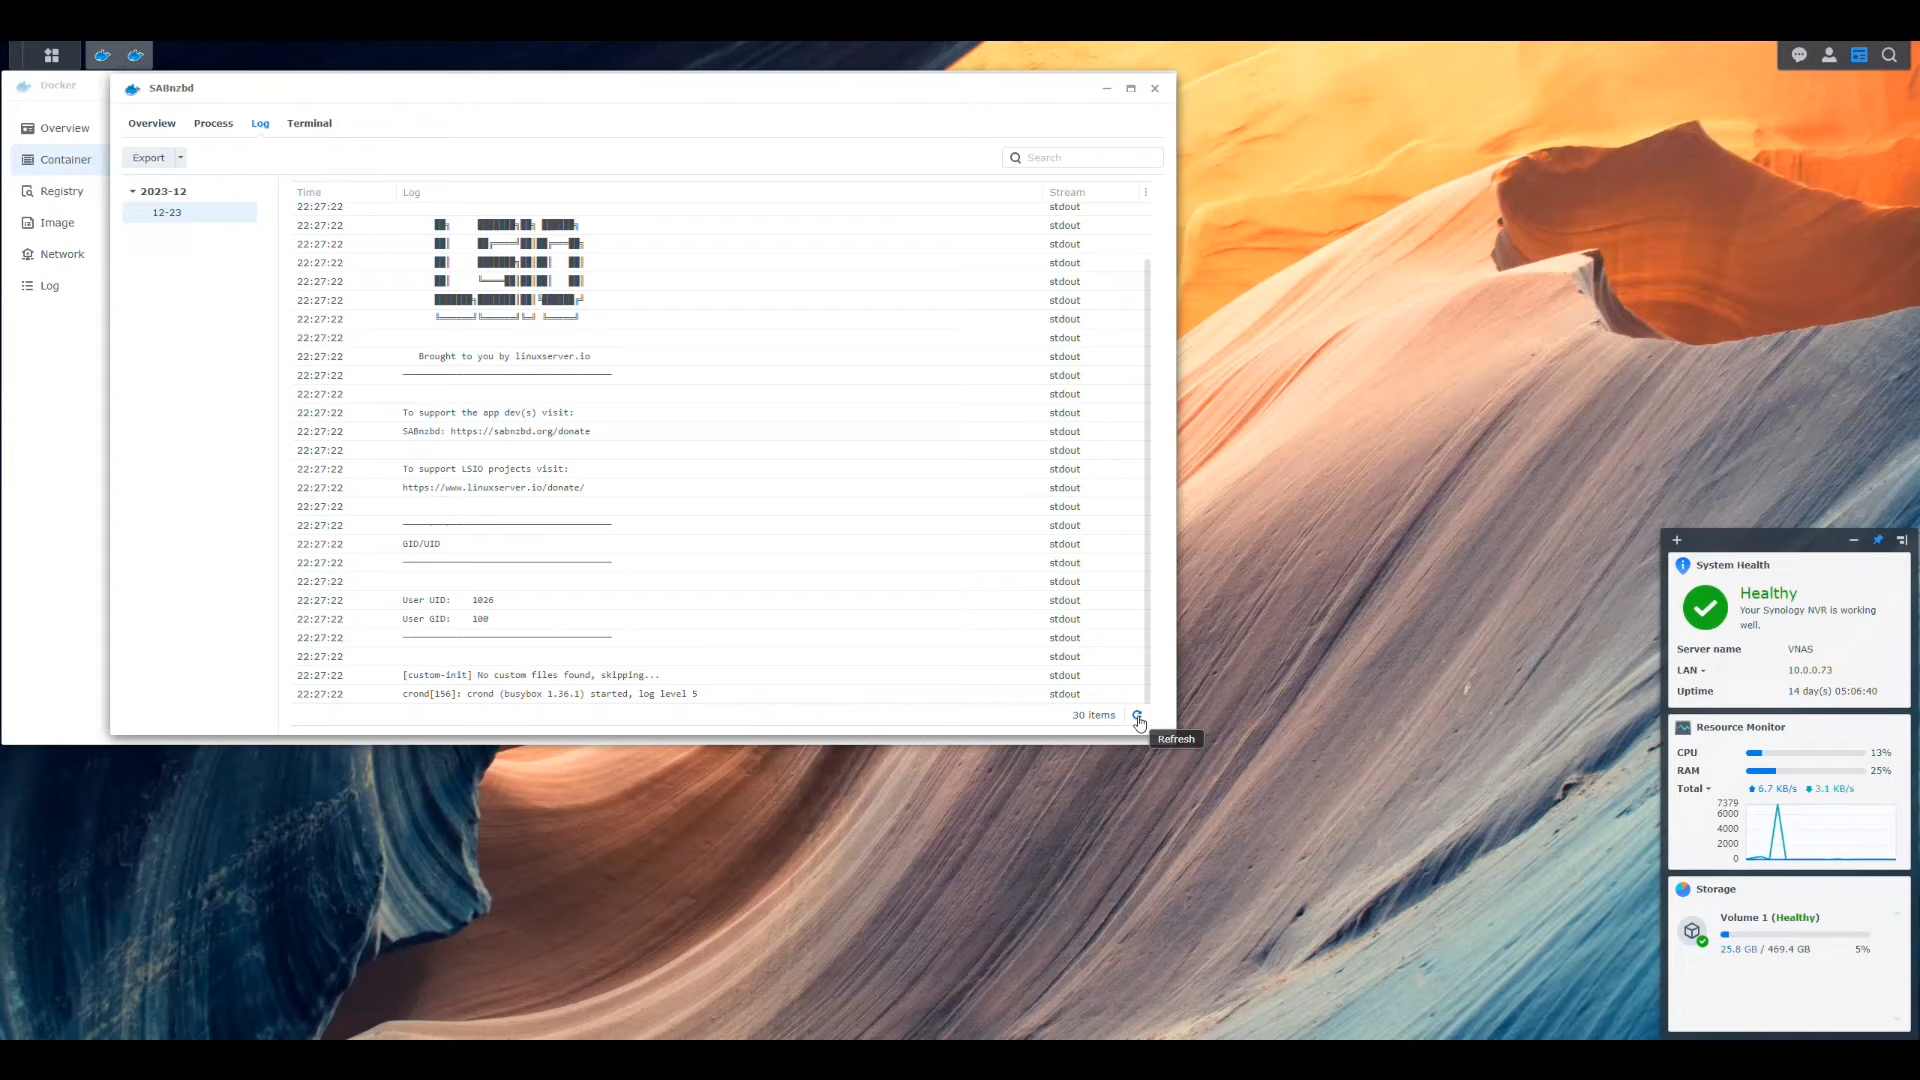 Docker
Overview
Container
Registry
Image
Network
Log
SABnzbd
Overview Process Log Terminal
Export
Search
2023-12
12-23
Time Log Stream
22:27:22 stdout
22:27:22 stdout
22:27:22 stdout
22:27:22 stdout
22:27:22 stdout
22:27:22 stdout
22:27:22 stdout
22:27:22 stdout
22:27:22 Brought to you by linuxserver.io stdout
22:27:22 stdout
22:27:22 stdout
22:27:22 To support the app dev(s) visit: stdout
22:27:22 SABnzbd: https://sabnzbd.org/donate stdout
22:27:22 stdout
22:27:22 To support LSIO projects visit: stdout
22:27:22 https://www.linuxserver.io/donate/ stdout
22:27:22 stdout
22:27:22 stdout
22:27:22 GID/UID stdout
22:27:22 stdout
22:27:22 stdout
22:27:22 User UID: 1026 stdout
22:27:22 User GID: 100 stdout
22:27:22 stdout
22:27:22 stdout
22:27:22 [custom-init] No custom files found, skipping... stdout
22:27:22 crond[156]: crond (busybox 1.36.1) started, log level 5 stdout
30 items
Refresh
System Health
Healthy
Your Synology NVR is working
well.
Server name VNAS
LAN 10.0.0.73
Uptime 14 day(s) 05:06:40
Resource Monitor
CPU 13%
RAM 25%
Total 6.7 KB/s 3.1 KB/s
7379
6000
4000
2000
0
Storage
Volume 1 (Healthy)
25.8 GB / 469.4 GB 5%